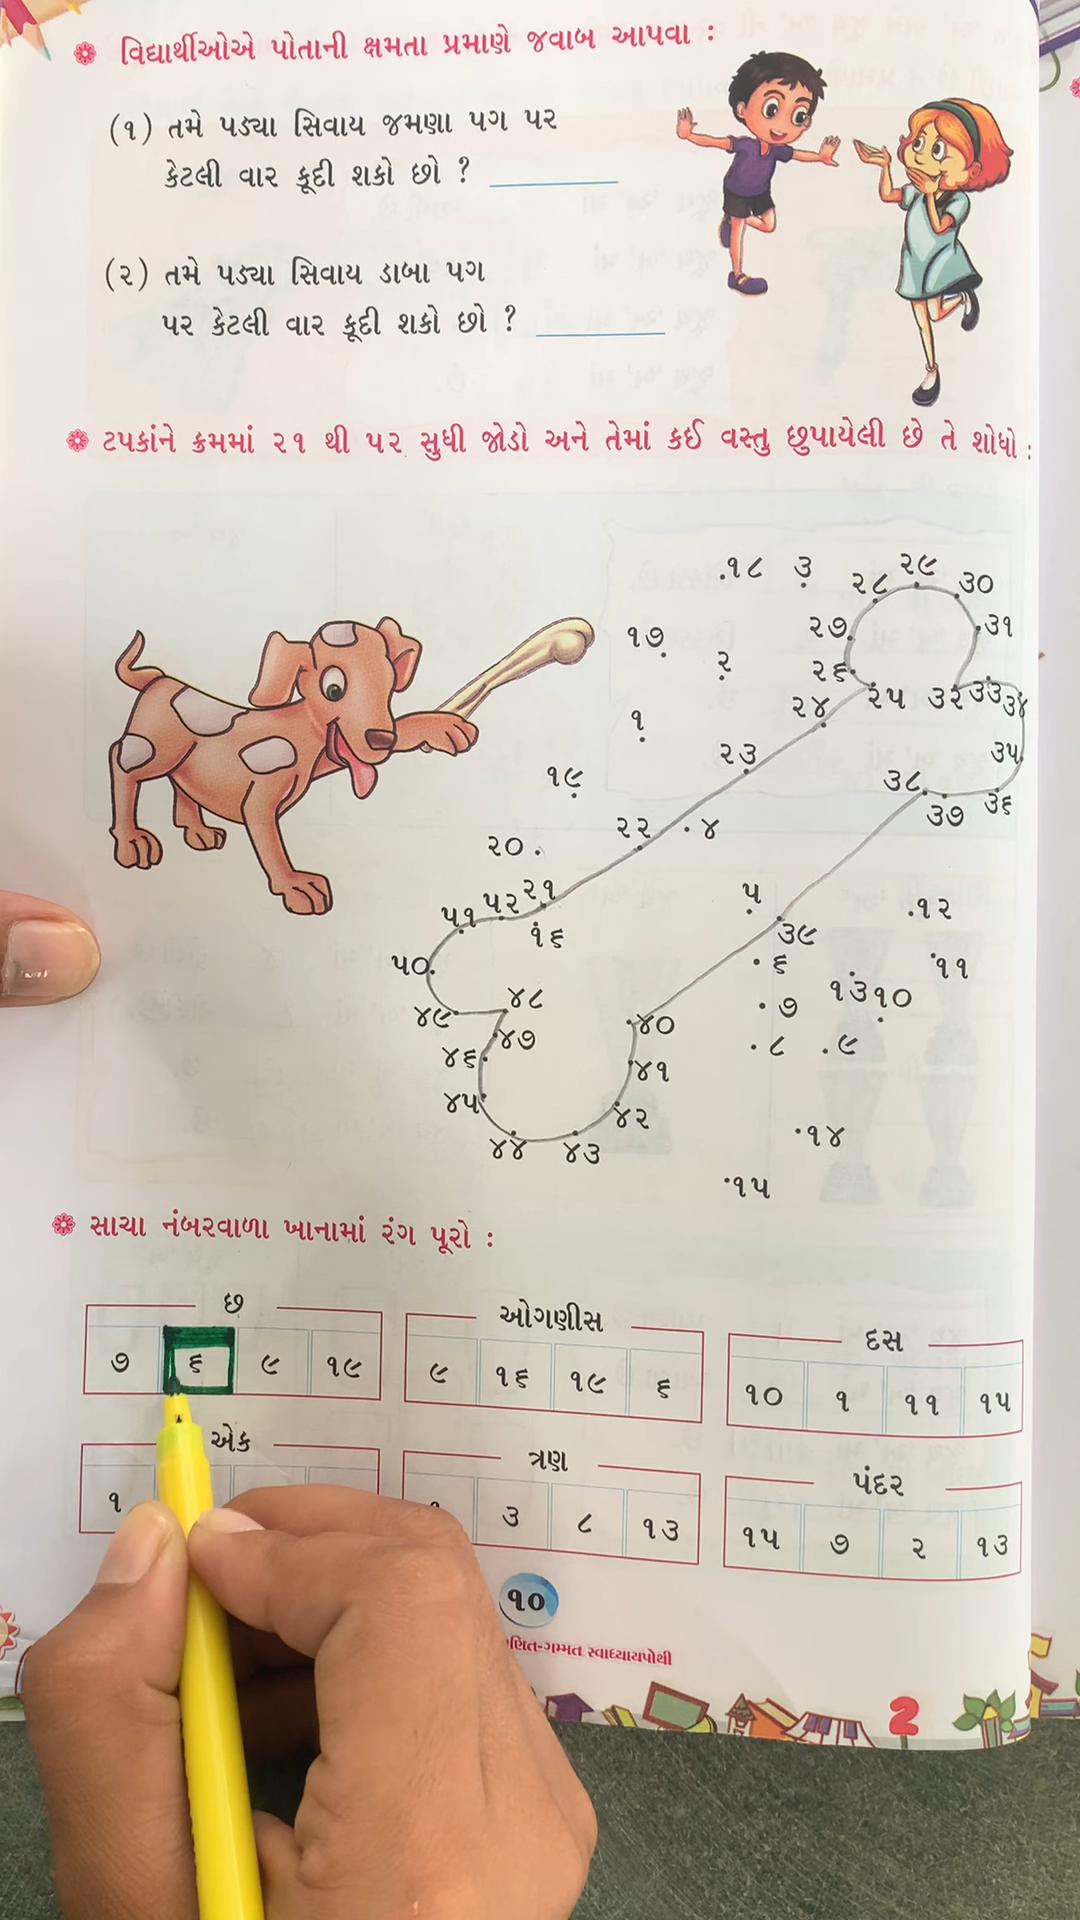 વિદ્યાર્થીઓએ પોતાની ક્ષમતા પ્રમાણે જવાબ આપવા :
(૧) તમે પડ્યા સિવાય જમણા પગ પર
કેટલી વાર કૂદી શકો છો ?
(૨) તમે પડ્યા સિવાય ડાબા પગ
પર કેટલી વાર કૂદી શકો છો ?
ટપકાંને ક્રમમાં ૨૧ થી ૫૨ સુધી જોડો અને તેમાં કઈ વસ્તુ છુપાયેલી છે તે શોધો :
૧૮ ૩ ૨૮ ૨૯ ૩૦
૧૭ ૨ ૨૭ ૩૧
૨૬
૧ ૨૪ ૨૫ ૩૨ ૩૩ ૩૪
૧૯ ૨૩ ૩૮ ૩૫
૨૦ ૨૨ ૪ ૩૭ ૩૬
૫૧ ૫૨ ૨૧ ૫ ૧૨
૫૦ ૧૬ ૩૯ ૬ ૧૧
૪૯ ૪૮ ૭ ૧૩ ૧૦
૪૬ ૪૭ ૪૦ ૮ ૯
૪૫ ૪૧
૪૪ ૪૩ ૪૨ ૧૪
૧૫
સાચા નંબરવાળા ખાનામાં રંગ પૂરો :
છ ઓગણીસ દસ
૭ ૬ ૯ ૧૯ ૯ ૧૬ ૧૯ ૬ ૧૦ ૧ ૧૧ ૧૫
એક ત્રણ પંદર
૧ ૩ ૮ ૧૩ ૧૫ ૭ ૨ ૧૩
૧૦
ગણિત-ગમ્મત સ્વાધ્યાયપોથી
2